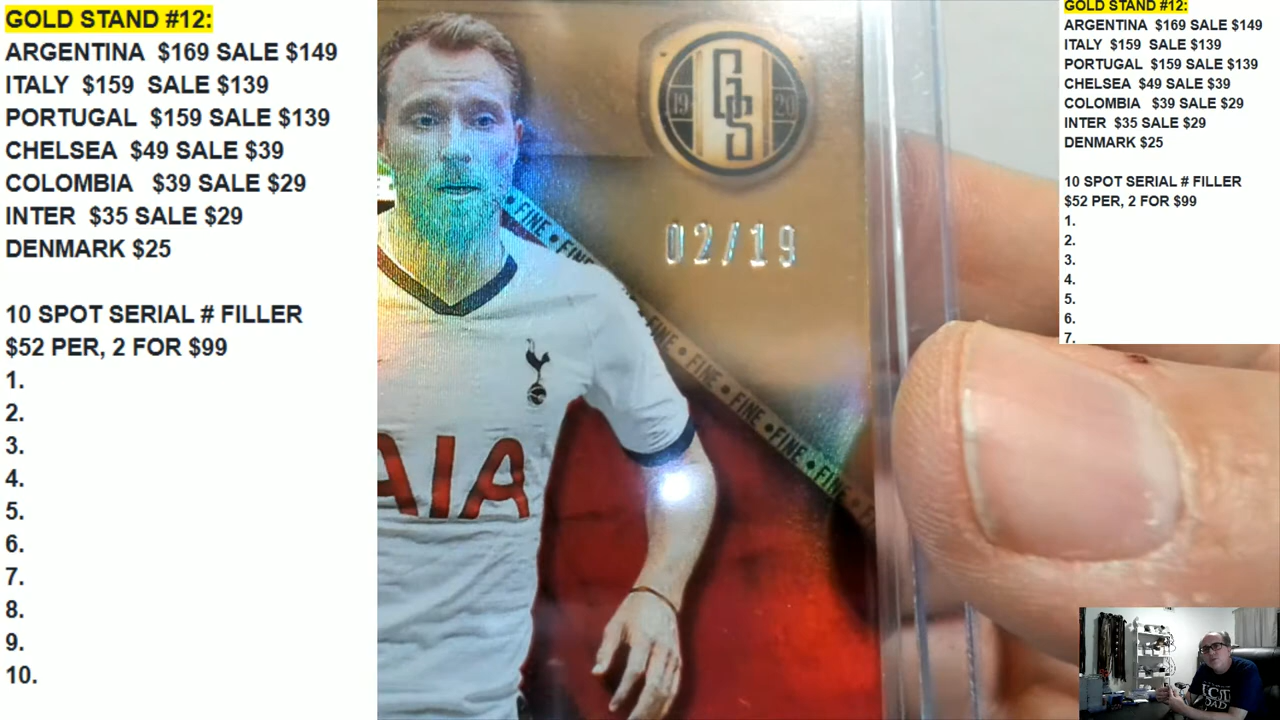 GOLD STAND #12:
ARGENTINA $169 SALE $149
ITALY $159 SALE $139
PORTUGAL $159 SALE $139
CHELSEA $49 SALE $39
COLOMBIA $39 SALE $29
INTER $35 SALE $29
DENMARK $25
10 SPOT SERIAL # FILLER
$52 PER, 2 FOR $99
1.
2.
3.
4.
5.
6.
7.
8.
9.
10.
19 GS 20
02/19
FINE • FINE
FINE • FINE • FINE • FINE • FINE
AIA
GOLD STAND #12:
ARGENTINA $169 SALE $149
ITALY $159 SALE $139
PORTUGAL $159 SALE $139
CHELSEA $49 SALE $39
COLOMBIA $39 SALE $29
INTER $35 SALE $29
DENMARK $25
10 SPOT SERIAL # FILLER
$52 PER, 2 FOR $99
1.
2.
3.
4.
5.
6.
7.